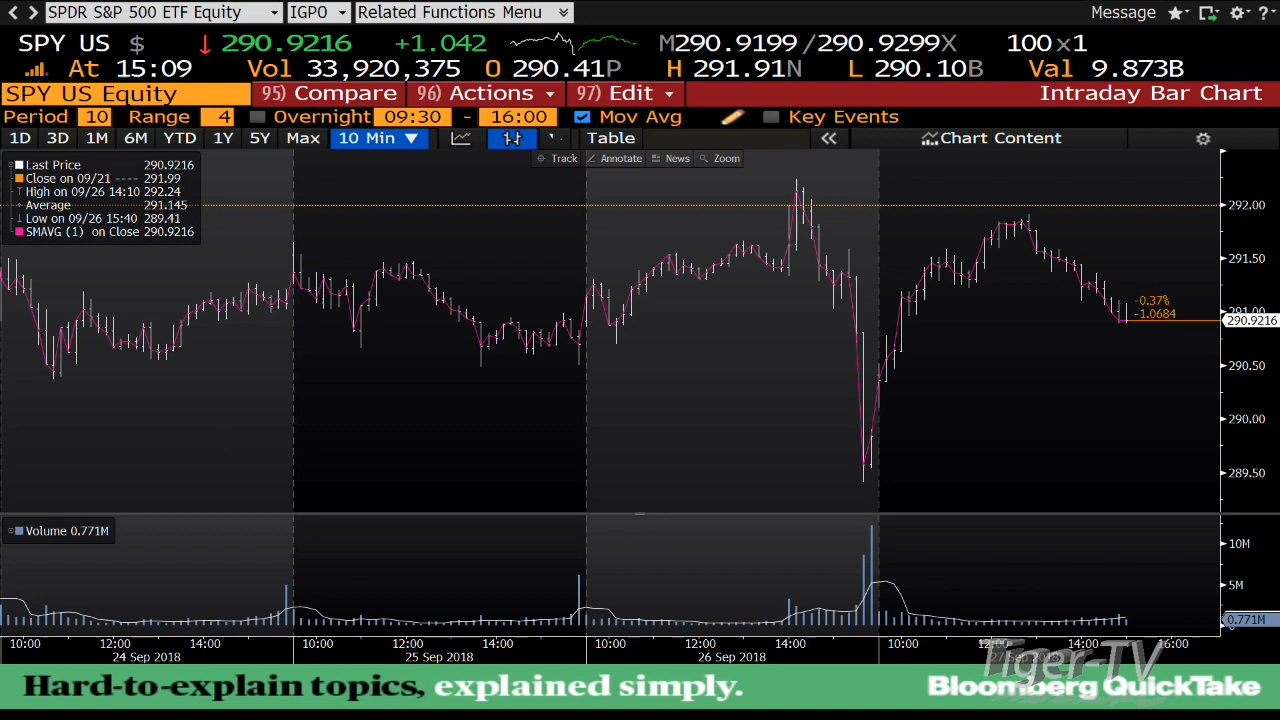 SPDR S&P 500 ETF Equity IGPO Related Functions Menu Message ?
SPY US $ ↓ 290.9216 +1.042 M290.9199 /290.9299X 100 x1
At 15:09 Vol 33,920,375 O 290.41P H 291.91N L 290.10B Val 9.873B
SPY US Equity 95) Compare 96) Actions 97) Edit Intraday Bar Chart
Period 10 Range 4 Overnight 09:30 - 16:00 Mov Avg Key Events
1D 3D 1M 6M YTD 1Y 5Y Max 10 Min ▼ Table « Chart Content
Track Annotate News Zoom
Last Price 290.9216
Close on 09/21 ---- 291.99
High on 09/26 14:10 292.24
Average 291.145
Low on 09/26 15:40 289.41
SMAVG (1) on Close 290.9216
292.00
291.50
291.00
-0.37%
-1.0684
290.9216
290.50
290.00
289.50
Volume 0.771M
10M
5M
0.771M
0
10:00 12:00 14:00 10:00 12:00 14:00 10:00 12:00 14:00 10:00 12:00 14:00 16:00
24 Sep 2018 25 Sep 2018 26 Sep 2018 27 Sep 2018
Tiger-TV
Hard-to-explain topics, explained simply. Bloomberg QuickTake